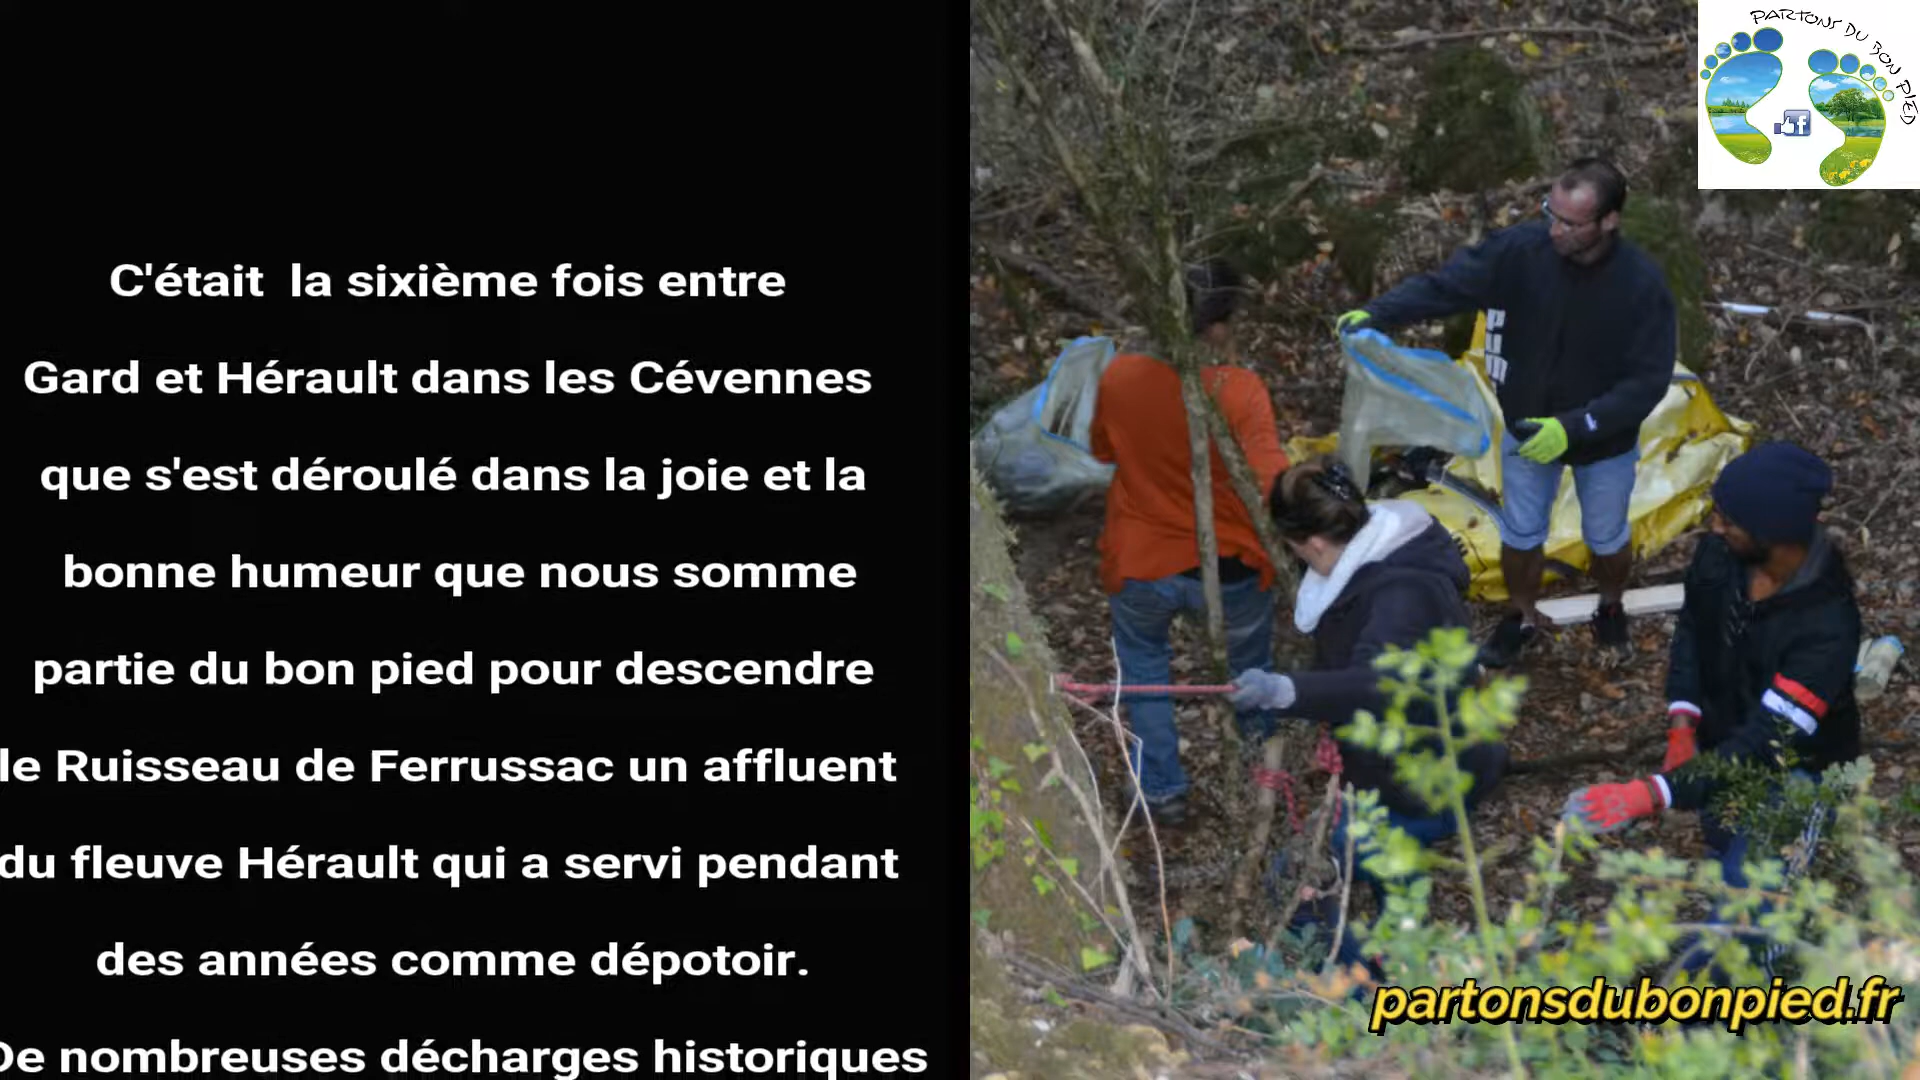 C'était la sixième fois entre
Gard et Hérault dans les Cévennes
que s'est déroulé dans la joie et la
bonne humeur que nous somme
partie du bon pied pour descendre
le Ruisseau de Ferrussac un affluent
du fleuve Hérault qui a servi pendant
des années comme dépotoir.
De nombreuses décharges historiques
PARTONS DU BON PIED
f
pum
partonsdubonpied.fr